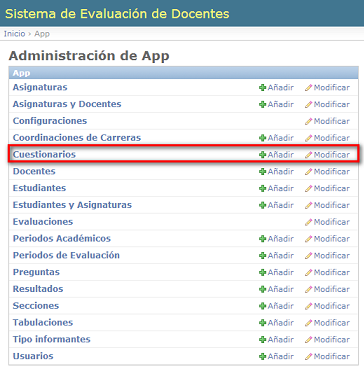 Sistema de Evaluación de Docentes
Inicio › App
Administración de App
App
Asignaturas Añadir Modificar
Asignaturas y Docentes Añadir Modificar
Configuraciones Modificar
Coordinaciones de Carreras Añadir Modificar
Cuestionarios Añadir Modificar
Docentes Añadir Modificar
Estudiantes Añadir Modificar
Estudiantes y Asignaturas Añadir Modificar
Evaluaciones Modificar
Periodos Académicos Añadir Modificar
Periodos de Evaluación Añadir Modificar
Preguntas Añadir Modificar
Resultados Añadir Modificar
Secciones Añadir Modificar
Tabulaciones Añadir Modificar
Tipo informantes Añadir Modificar
Usuarios Añadir Modificar